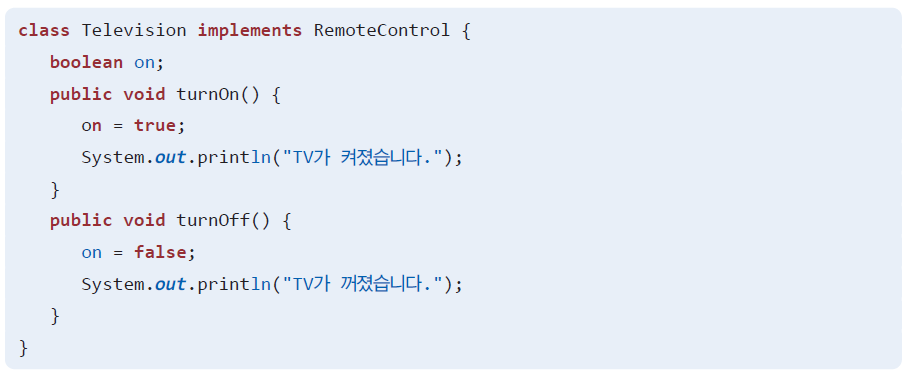 class Television implements RemoteControl {
boolean on;
public void turnOn() {
on = true;
System.out.println("TV가 켜졌습니다.");
}
public void turnOff() {
on = false;
System.out.println("TV가 꺼졌습니다.");
}
}